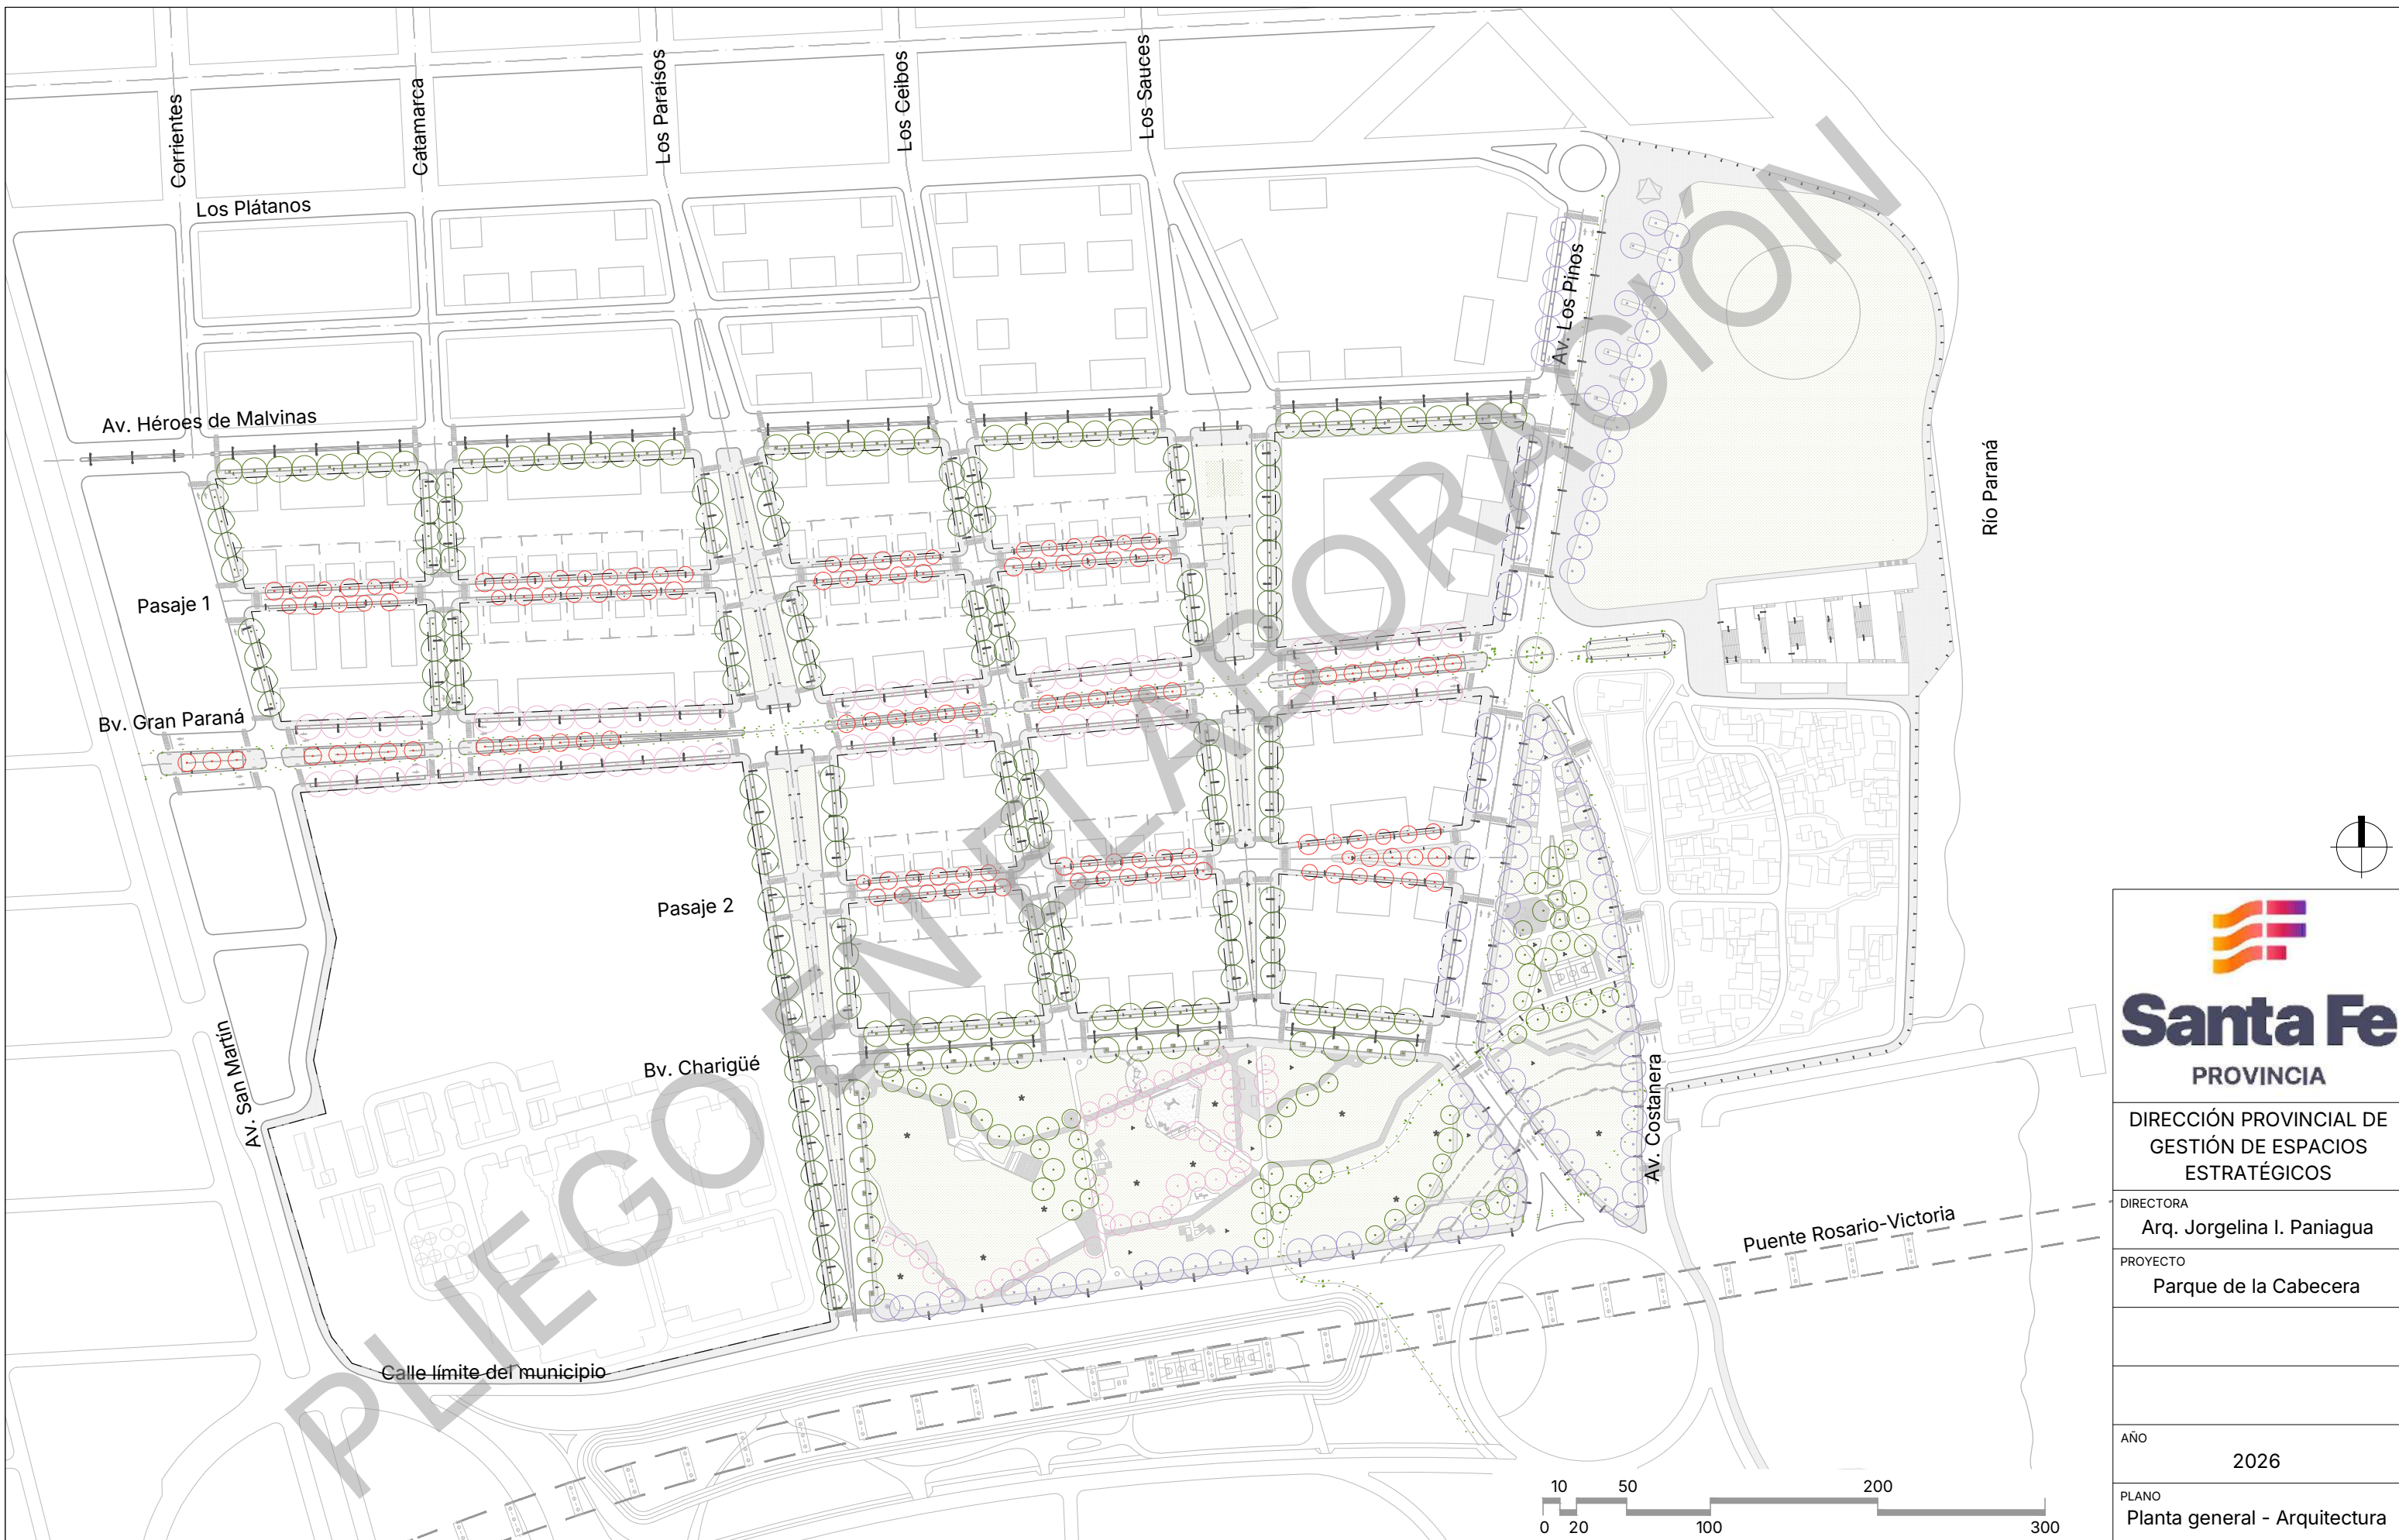 Corrientes
Catamarca
Los Paraísos
Los Ceibos
Los Sauces
Los Plátanos
Av. Los Pinos
Av. Héroes de Malvinas
Río Paraná
Pasaje 1
Bv. Gran Paraná
Pasaje 2
Av. San Martín
Bv. Charigüé
Av. Costanera
Puente Rosario-Victoria
Calle límite del municipio
PLIEGO EN ELABORACIÓN
10 50 200
0 20 100 300
Santa Fe
PROVINCIA
DIRECCIÓN PROVINCIAL DE
GESTIÓN DE ESPACIOS
ESTRATÉGICOS
DIRECTORA
Arq. Jorgelina I. Paniagua
PROYECTO
Parque de la Cabecera
AÑO
2026
PLANO
Planta general - Arquitectura